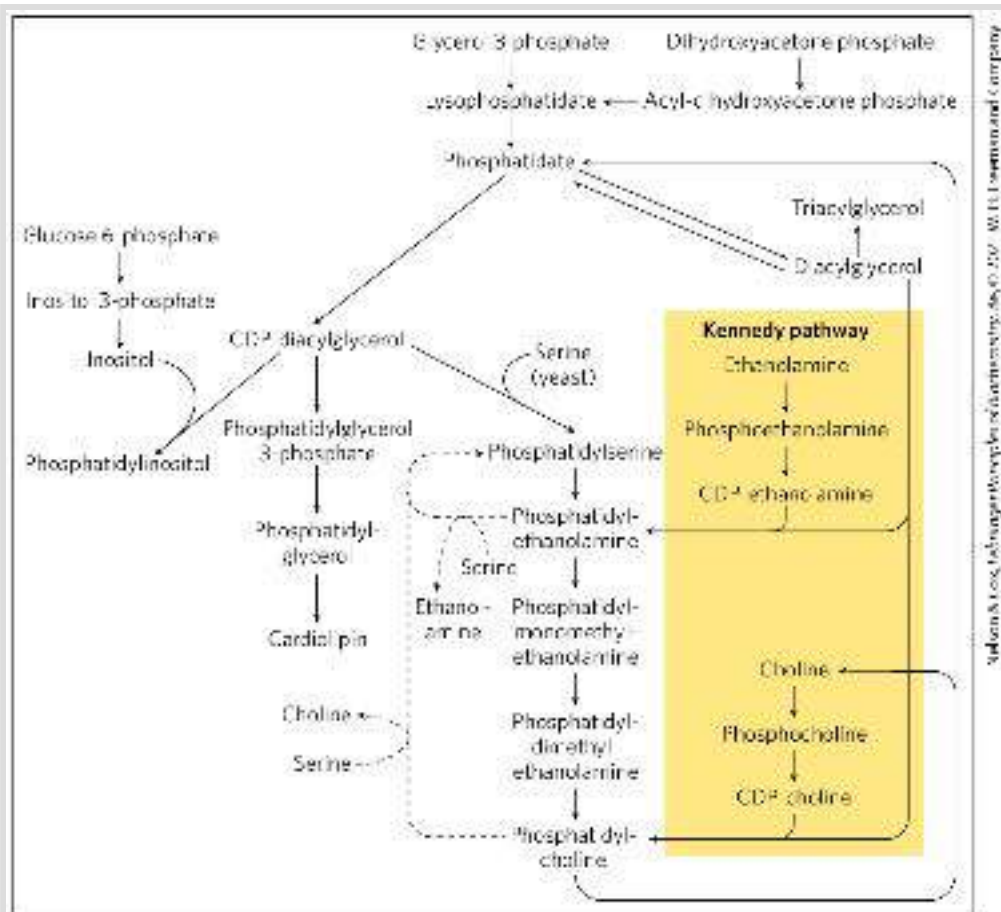 Glycerol 3-phosphate
Dihydroxyacetone phosphate
Lysophosphatidate
Acyl-dihydroxyacetone phosphate
Phosphatidate
Triacylglycerol
Diacylglycerol
Glucose 6-phosphate
Inositol 3-phosphate
Inositol
Phosphatidylinositol
CDP-diacylglycerol
Serine
(yeast)
Phosphatidylglycerol
3-phosphate
Phosphatidyl-
glycerol
Cardiolipin
Phosphatidylserine
Phosphatidyl-
ethanolamine
Serine
Ethanol-
amine
Phosphatidyl-
monomethyl-
ethanolamine
Phosphatidyl-
dimethyl
ethanolamine
Choline
Serine
Phosphatidyl-
choline
Kennedy pathway
Ethanolamine
Phosphoethanolamine
CDP-ethanolamine
Choline
Phosphocholine
CDP-choline